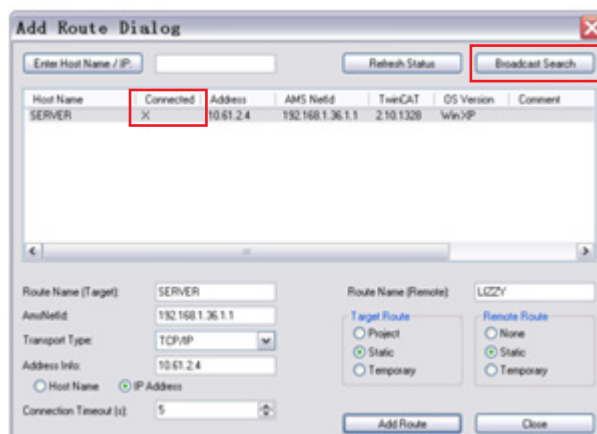 Add Route Dialog
Enter Host Name / IP:
Refresh Status
Broadcast Search
Host Name Connected Address AMS NetId TwinCAT OS Version Comment
SERVER X 10.61.2.4 192.168.1.36.1.1 2.10.1328 Win XP
Route Name (Target): SERVER Route Name (Remote): LIZZY
AmsNetId: 192.168.1.36.1.1
Target Route
Remote Route
Transport Type: TCP/IP
Project
None
Address Info: 10.61.2.4
Static
Static
Host Name IP Address
Temporary
Temporary
Connection Timeout (s): 5
Add Route
Close